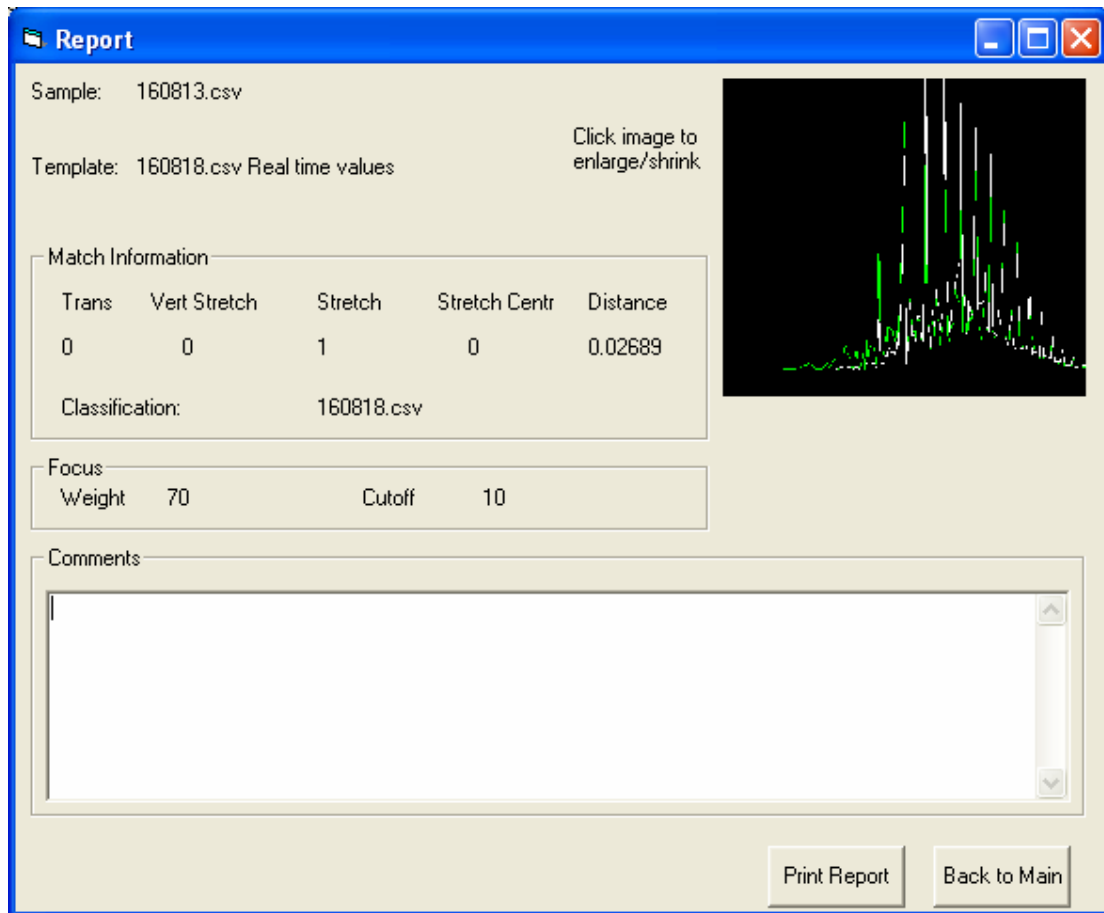 Report
Sample: 160813.csv
Click image to
enlarge/shrink
Template: 160818.csv Real time values
Match Information
Trans Vert Stretch Stretch Stretch Centr Distance
0 0 1 0 0.02689
Classification: 160818.csv
Focus
Weight 70 Cutoff 10
Comments
Print Report Back to Main